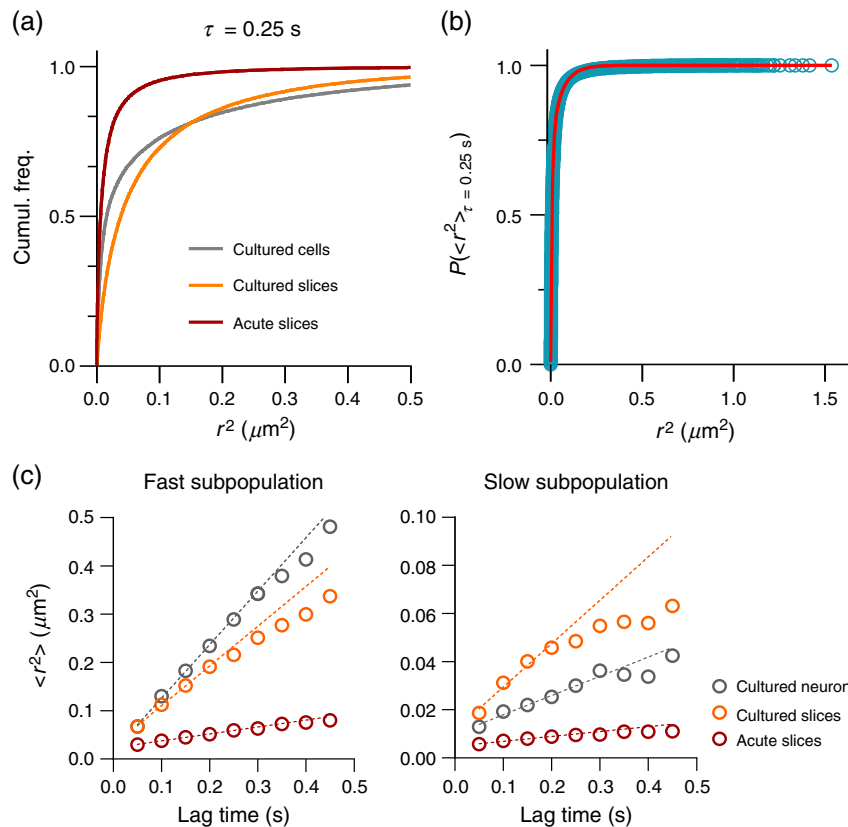 (a)
τ = 0.25 s
Cumul. freq.
1.0
0.5
0.0
Cultured cells
Cultured slices
Acute slices
0.0 0.1 0.2 0.3 0.4 0.5
r² (μm²)
(b)
P(<r²>τ = 0.25 s)
1.0
0.5
0.0
0.0 0.5 1.0 1.5
r² (μm²)
(c)
Fast subpopulation
<r²> (μm²)
0.5
0.4
0.3
0.2
0.1
0.0
0.0 0.1 0.2 0.3 0.4 0.5
Lag time (s)
Slow subpopulation
0.10
0.08
0.06
0.04
0.02
0.00
Cultured neuron
Cultured slices
Acute slices
0.0 0.1 0.2 0.3 0.4 0.5
Lag time (s)